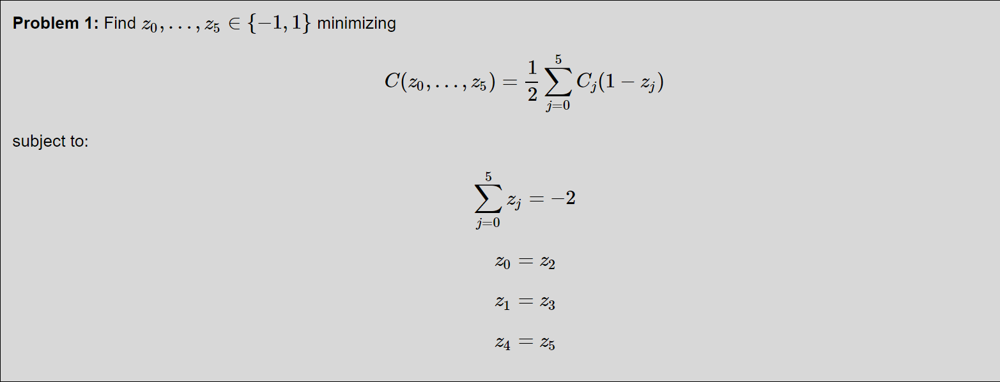 Problem 1: Find $z_0, \ldots, z_5 \in \{-1, 1\}$ minimizing
$$C(z_0, \ldots, z_5) = \frac{1}{2} \sum_{j=0}^{5} C_j(1 - z_j)$$
subject to:
$$\sum_{j=0}^{5} z_j = -2$$
$$z_0 = z_2$$
$$z_1 = z_3$$
$$z_4 = z_5$$